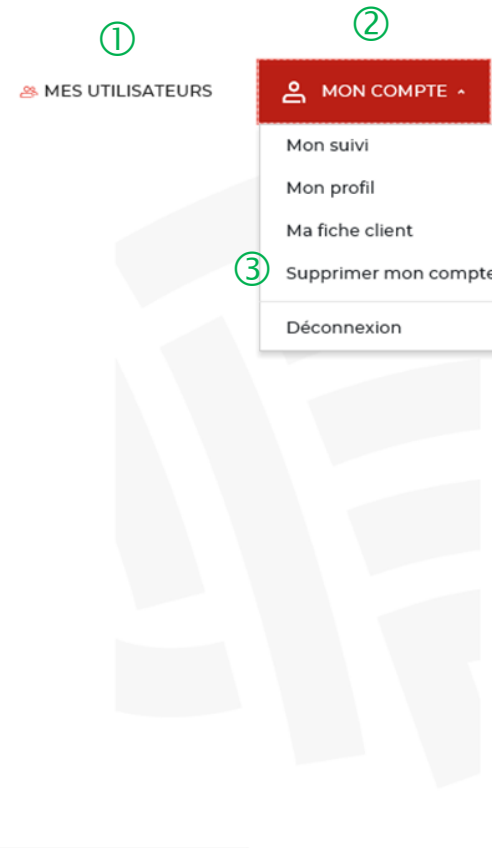 ① ②
MES UTILISATEURS MON COMPTE
Mon suivi
Mon profil
Ma fiche client
③ Supprimer mon compte
Déconnexion